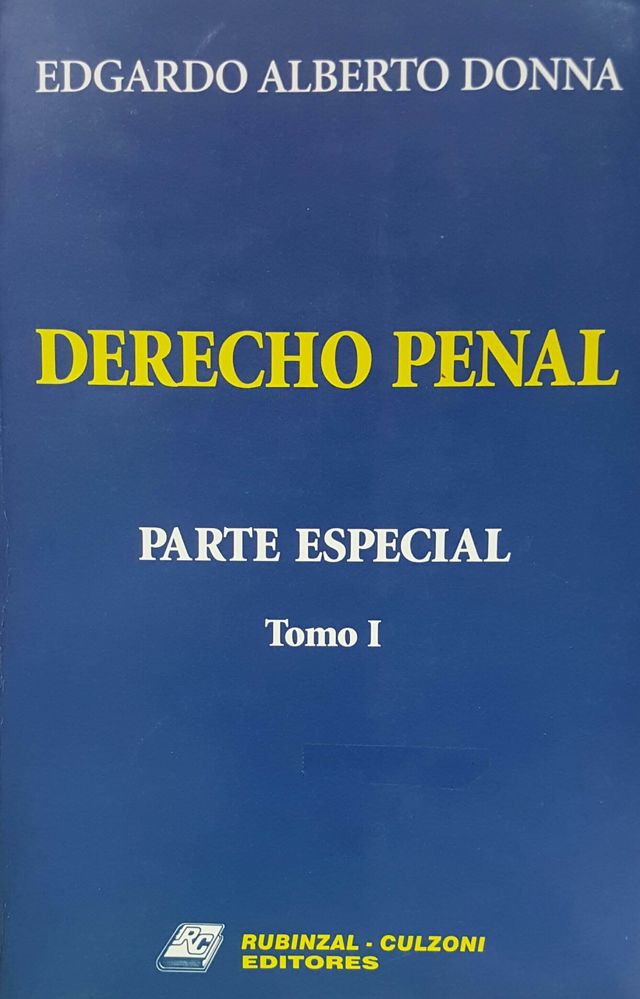 EDGARDO ALBERTO DONNA
DERECHO PENAL
PARTE ESPECIAL
Tomo I
RC
RUBINZAL - CULZONI
EDITORES